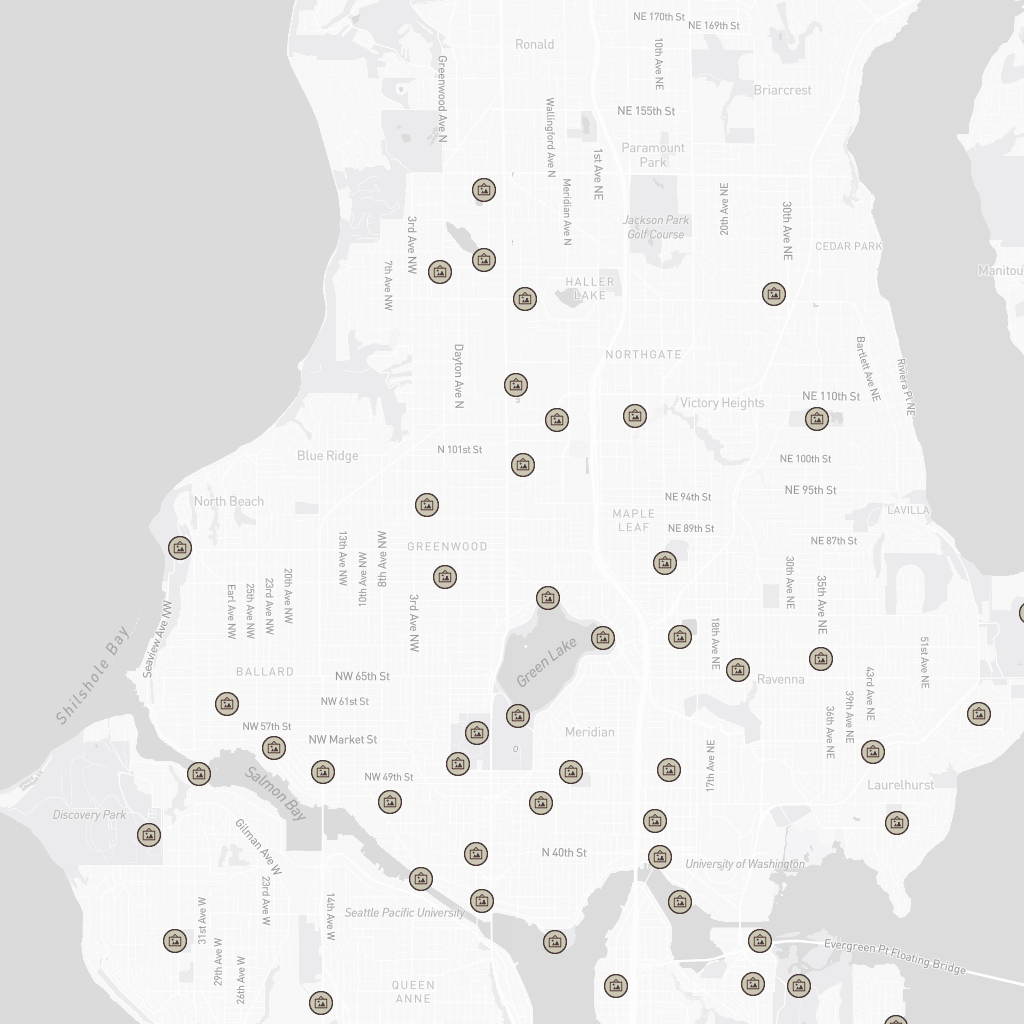 NE 170th St
NE 169th St
Ronald
10th Ave NE
Greenwood Ave N
Briarcrest
Wallingford Ave N
NE 155th St
1st Ave NE
Paramount
Park
Meridian Ave N
20th Ave NE
30th Ave NE
3rd Ave NW
Jackson Park
Golf Course
CEDAR PARK
7th Ave NW
HALLER
LAKE
Manitou
NORTHGATE
Dayton Ave N
Bartlett Ave NE
Riviera Pl NE
Victory Heights
NE 110th St
Blue Ridge
N 101st St
NE 100th St
North Beach
NE 94th St
NE 95th St
LAVILLA
MAPLE
LEAF
NE 89th St
GREENWOOD
NE 87th St
13th Ave NW
10th Ave NW
8th Ave NW
20th Ave NW
23rd Ave NW
25th Ave NW
Earl Ave NW
3rd Ave NW
30th Ave NE
35th Ave NE
Seaview Ave NW
Shilshole Bay
Green Lake
18th Ave NE
51st Ave NE
BALLARD
NW 65th St
Ravenna
43rd Ave NE
39th Ave NE
36th Ave NE
NW 61st St
NW 57th St
NW Market St
Meridian
17th Ave NE
NW 49th St
Salmon Bay
Laurelhurst
Discovery Park
Gilman Ave W
N 40th St
University of Washington
23rd Ave W
14th Ave W
31st Ave W
Seattle Pacific University
29th Ave W
26th Ave W
Evergreen Pt Floating Bridge
QUEEN
ANNE